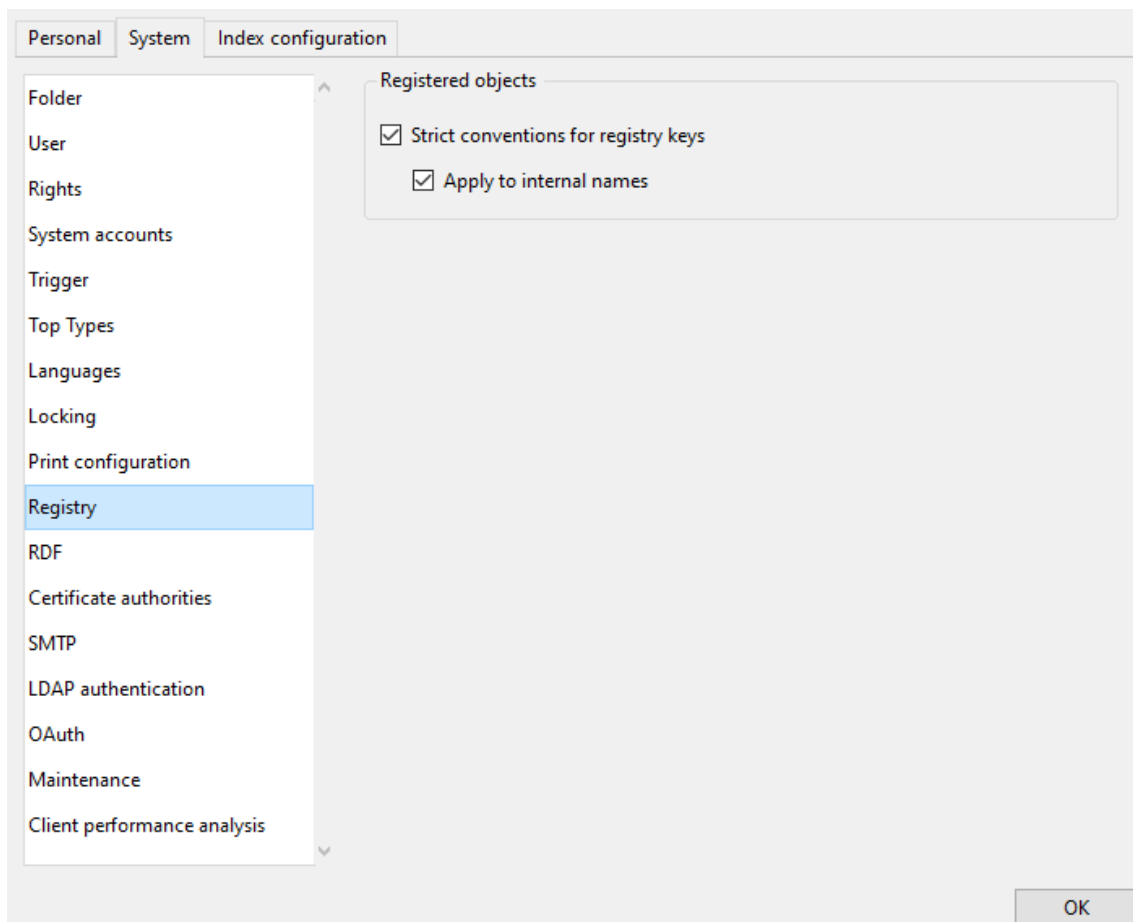 Personal System Index configuration
Folder
User
Rights
System accounts
Trigger
Top Types
Languages
Locking
Print configuration
Registry
RDF
Certificate authorities
SMTP
LDAP authentication
OAuth
Maintenance
Client performance analysis
Registered objects
Strict conventions for registry keys
Apply to internal names
OK